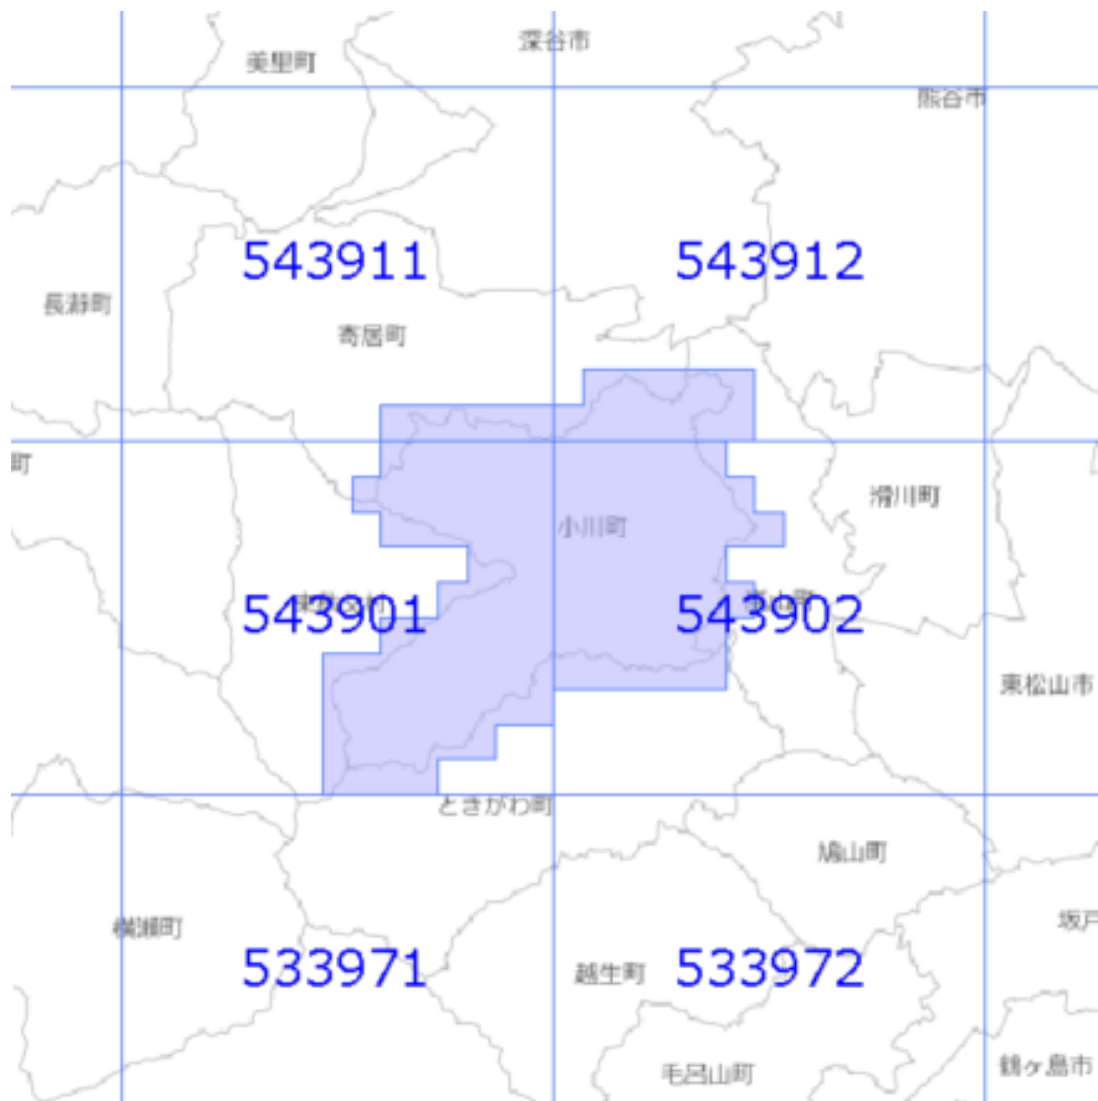 深谷市
美里町
熊谷市
543911
543912
長瀞町
寄居町
町
滑川町
小川町
543901
543902
東松山市
ときがわ町
鳩山町
坂戸
横瀬町
533971
533972
越生町
鶴ヶ島市
毛呂山町